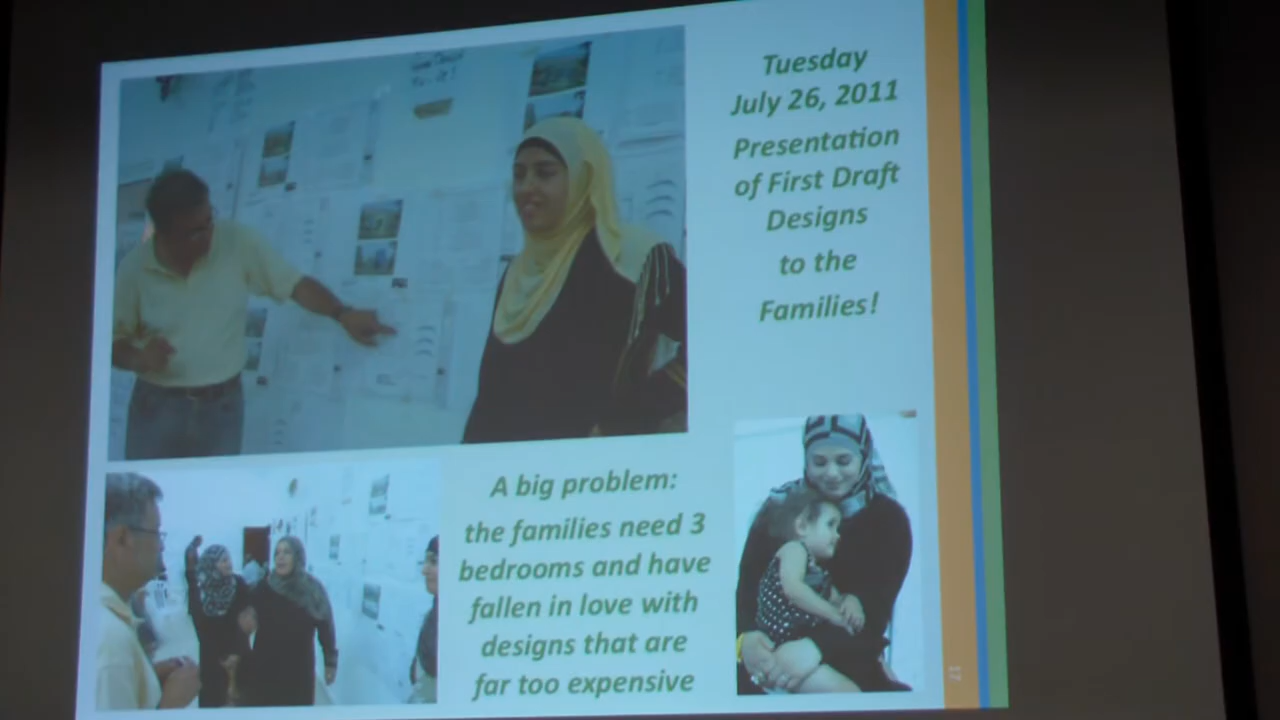 Tuesday
July 26, 2011
Presentation
of First Draft
Designs
to the
Families!
A big problem:
the families need 3
bedrooms and have
fallen in love with
designs that are
far too expensive
17